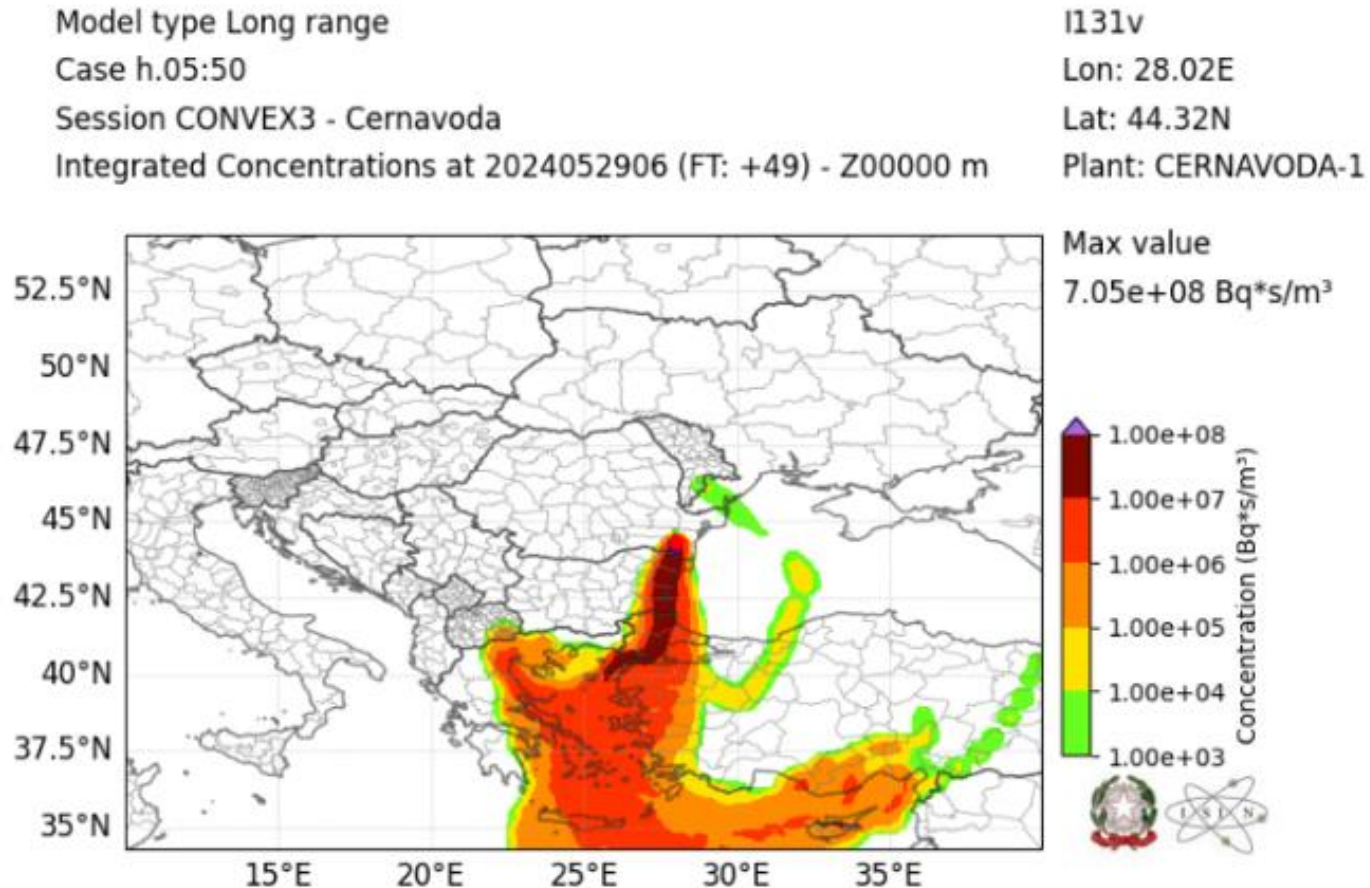 Model type Long range
Case h.05:50
Session CONVEX3 - Cernavoda
Integrated Concentrations at 2024052906 (FT: +49) - Z00000 m
I131v
Lon: 28.02E
Lat: 44.32N
Plant: CERNAVODA-1
Max value
7.05e+08 Bq*s/m³
52.5°N
50°N
47.5°N
45°N
42.5°N
40°N
37.5°N
35°N
15°E
20°E
25°E
30°E
35°E
1.00e+08
1.00e+07
1.00e+06
1.00e+05
1.00e+04
1.00e+03
Concentration (Bq*s/m³)
I S I N